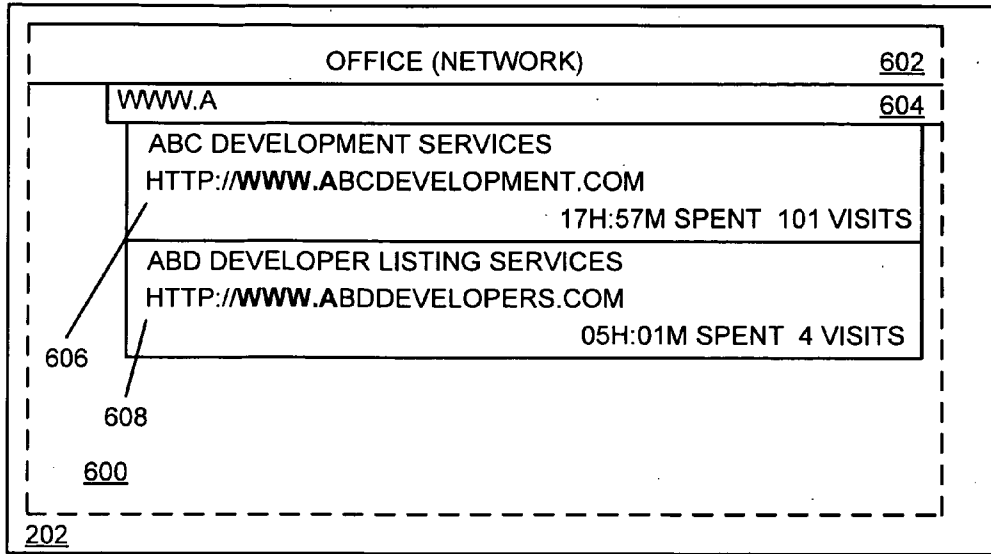 OFFICE (NETWORK) 602
WWW.A 604
ABC DEVELOPMENT SERVICES
HTTP://WWW.ABCDEVELOPMENT.COM
17H:57M SPENT 101 VISITS
ABD DEVELOPER LISTING SERVICES
HTTP://WWW.ABDDEVELOPERS.COM
05H:01M SPENT 4 VISITS
606
608
600
202